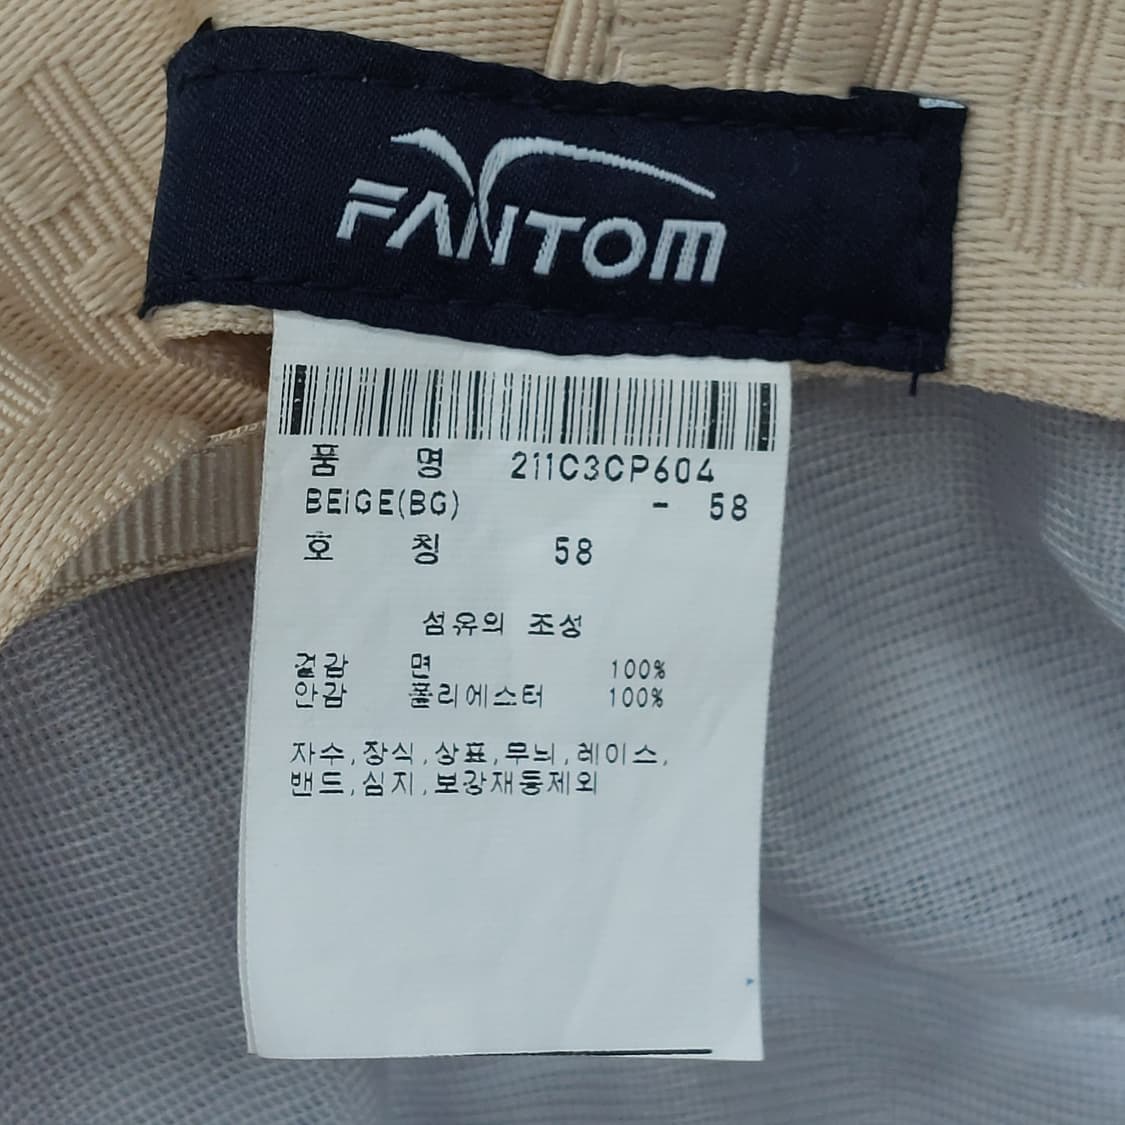 FANTOM
품 명 211C3CP604
BEIGE(BG) - 58
호 칭 58
섬유의 조성
겉감 면 100%
안감 폴리에스터 100%
자수,장식,상표,무늬,레이스,
밴드,심지,보강재등제외